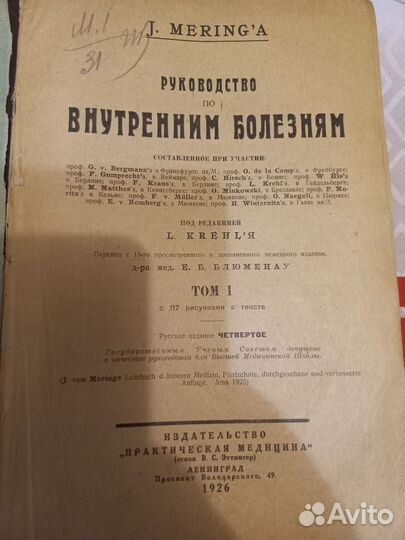 М.1
31
J. MERING'A
РУКОВОДСТВО
ПО
ВНУТРЕННИМ БОЛЕЗНЯМ
СОСТАВЛЕННОЕ ПРИ УЧАСТИИ:
проф. G. v. Bergmann'a в Франкфурте на/М; проф. O. de la Camp'a, в Фрейбурге;
проф. F. Gumprecht'a, в Веймаре; проф. C. Hirsch'a, в Бонне; проф. W. His'a
в Берлине; проф. F. Kraus'a, в Берлине; проф. L. Krehl'я, в Гейдельберге;
проф. M. Matthes'a, в Кенигсберге; проф. O. Minkowski, в Бреславле; проф. F. Mo-
ritz'a в Кельне; проф. F. v. Müller'a, в Мюнхене; проф. O. Naegeli, в Цюрихе;
проф. E. v. Romberg'a, в Мюнхене; проф. H. Winternitz'a, в Галле на/З.
ПОД РЕДАКЦИЕЙ
L. KREHL'Я
Перевод с 15-го просмотренного и дополненного немецкого издания,
д-ра мед. Е. Б. БЛЮМЕНАУ
ТОМ I
с 117 рисунками в тексте
Русское издание ЧЕТВЕРТОЕ
Государственным Ученым Советом допущено
в качестве руководства для Высшей Медицинской Школы.
(J. von Merings Lehrbuch d. Inneren Medizin, Fünfzehnte, durchgesehene und verbesserte
Auflage. Jena 1925)
ИЗДАТЕЛЬСТВО
„ПРАКТИЧЕСКАЯ МЕДИЦИНА"
(основ. В. С. Эттингер)
ЛЕНИНГРАД
Проспект Володарского, 49.
1926
Avito